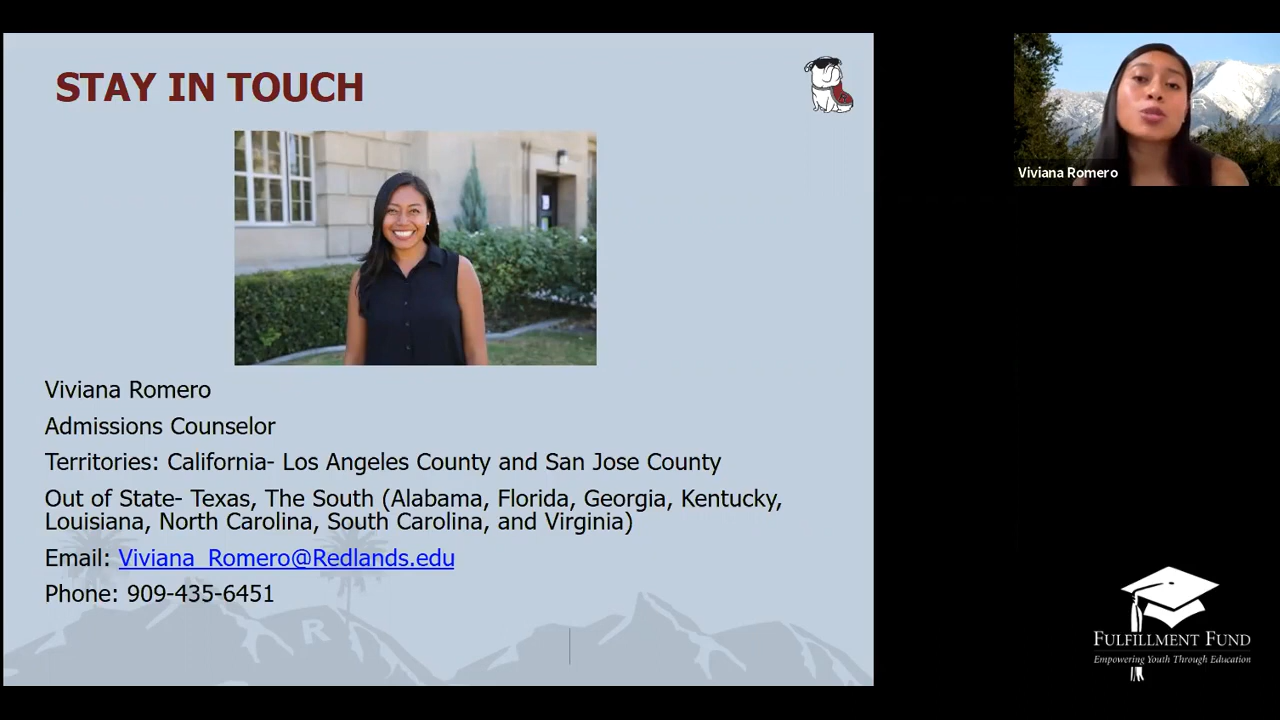 STAY IN TOUCH
Viviana Romero
Viviana Romero
Admissions Counselor
Territories: California- Los Angeles County and San Jose County
Out of State- Texas, The South (Alabama, Florida, Georgia, Kentucky,
Louisiana, North Carolina, South Carolina, and Virginia)
Email: Viviana_Romero@Redlands.edu
Phone: 909-435-6451
R
FULFILLMENT FUND
Empowering Youth Through Education